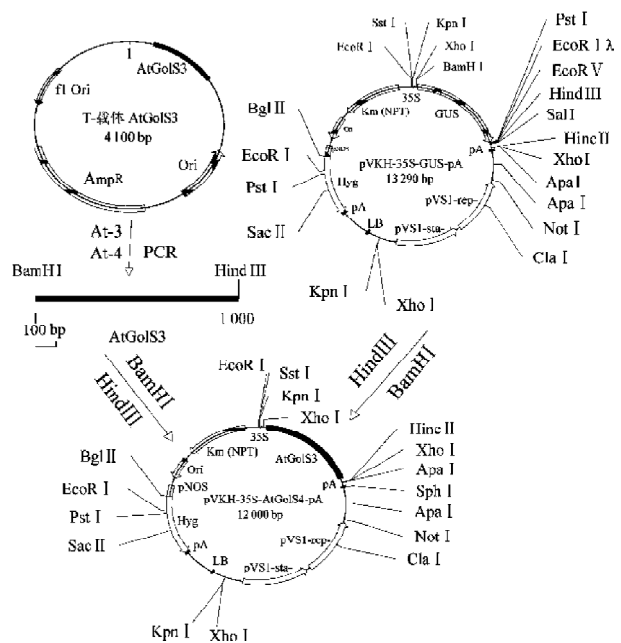 1
AtGolS3
f1 Ori
T-载体 AtGolS3
4 100 bp
Ori
AmpR
At-3
At-4
PCR
BamH I
Hind III
100 bp
1 000
AtGolS3
BamHI
HindIII
Sst I
Kpn I
EcoR I
Xho I
BamH I
35S
Pst I
EcoR I λ
EcoR V
Hind III
Sal I
Hinc II
Xho I
Apa I
Apa I
Not I
Cla I
Km (NPT)
GUS
Bgl II
Ori
EcoR I
pVKH-35S-GUS-pA
13 290 bp
pA
Pst I
Hyg
Sac II
pA
LB
pVS1-sta-
pVS1-rep-
Kpn I
Xho I
HindIII
BamHI
EcoR I
Sst I
Kpn I
Xho I
35S
Km (NPT)
AtGolS3
Hinc II
Xho I
Apa I
Sph I
Apa I
Not I
Cla I
Bgl II
Ori
pNOS
pA
EcoR I
pVKH-35S-AtGolS4-pA
12 000 bp
Pst I
Hyg
Sac II
pA
LB
pVS1-sta-
pVS1-rep-
Kpn I
Xho I